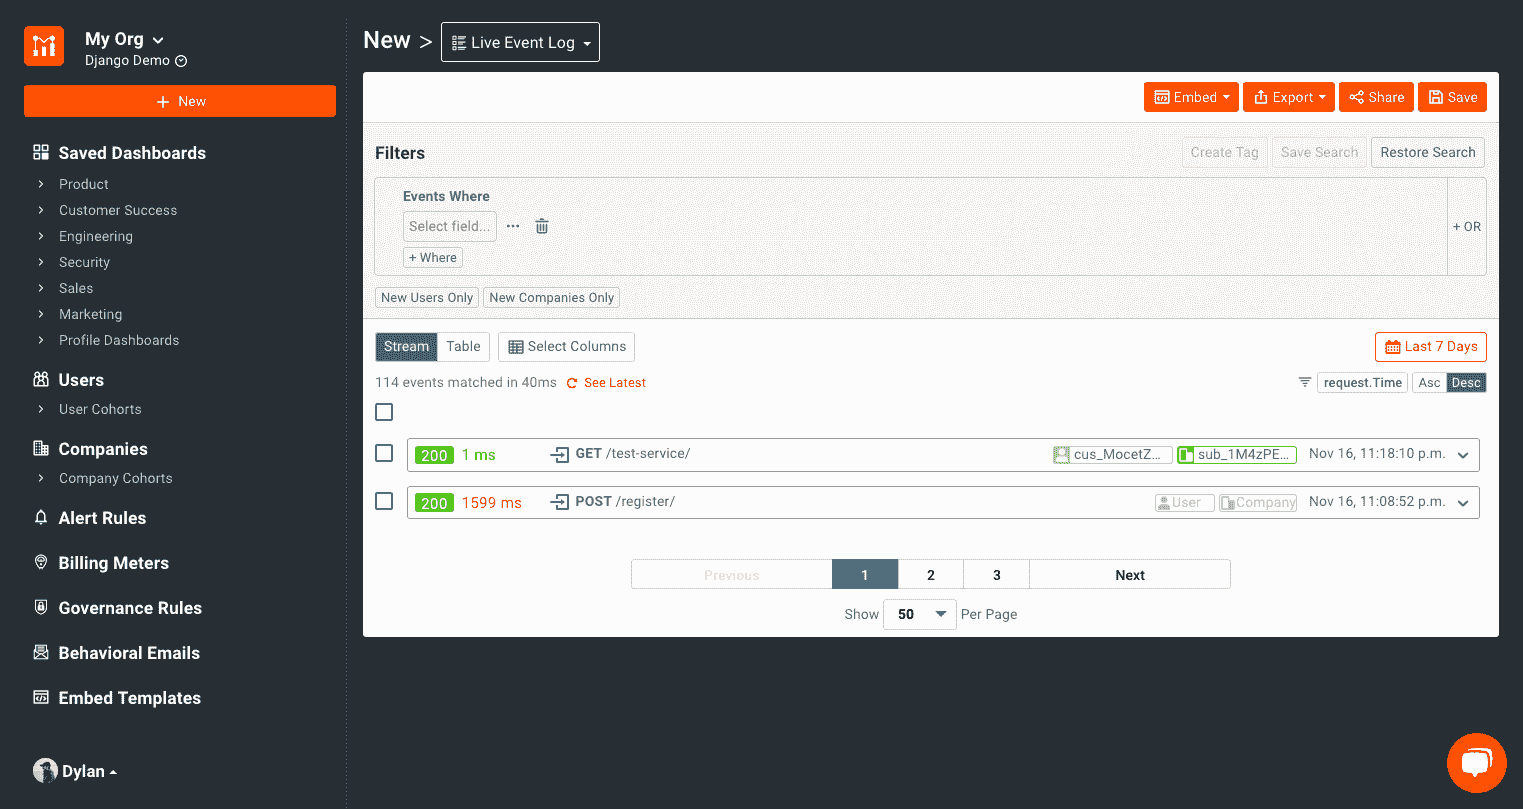 My Org
Django Demo
+ New
Saved Dashboards
Product
Customer Success
Engineering
Security
Sales
Marketing
Profile Dashboards
Users
User Cohorts
Companies
Company Cohorts
Alert Rules
Billing Meters
Governance Rules
Behavioral Emails
Embed Templates
Dylan
New > Live Event Log
Embed Export Share Save
Filters Create Tag Save Search Restore Search
Events Where
Select field... ...
+ OR
+ Where
New Users Only New Companies Only
Stream Table Select Columns Last 7 Days
114 events matched in 40ms See Latest request.Time Asc Desc
200 1 ms GET /test-service/ cus_MocetZ... sub_1M4zPE... Nov 16, 11:18:10 p.m.
200 1599 ms POST /register/ User Company Nov 16, 11:08:52 p.m.
Previous 1 2 3 Next
Show 50 Per Page